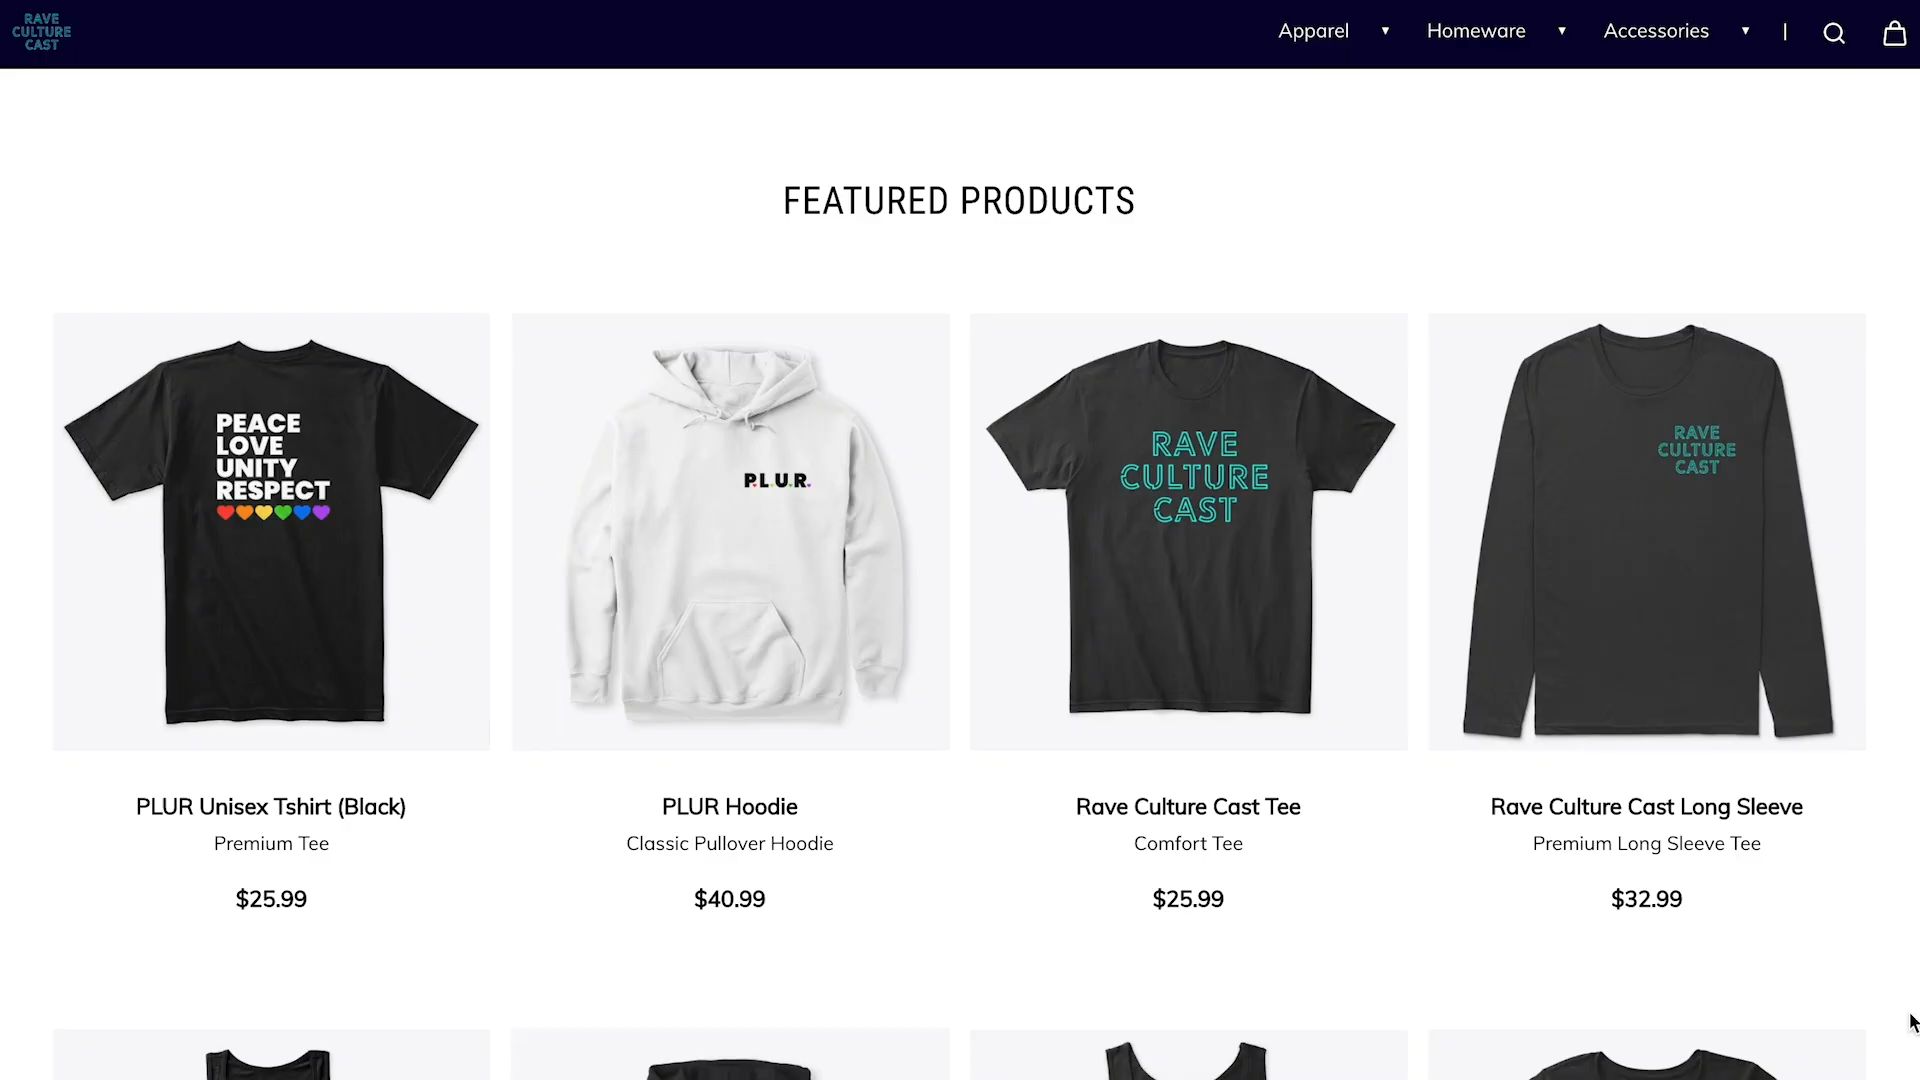 RAVE
CULTURE
CAST
Apparel ▼ Homeware ▼ Accessories ▼ |
FEATURED PRODUCTS
PEACE
LOVE
UNITY
RESPECT
P.L.U.R.
RAVE
CULTURE
CAST
RAVE
CULTURE
CAST
PLUR Unisex Tshirt (Black)
Premium Tee
$25.99
PLUR Hoodie
Classic Pullover Hoodie
$40.99
Rave Culture Cast Tee
Comfort Tee
$25.99
Rave Culture Cast Long Sleeve
Premium Long Sleeve Tee
$32.99